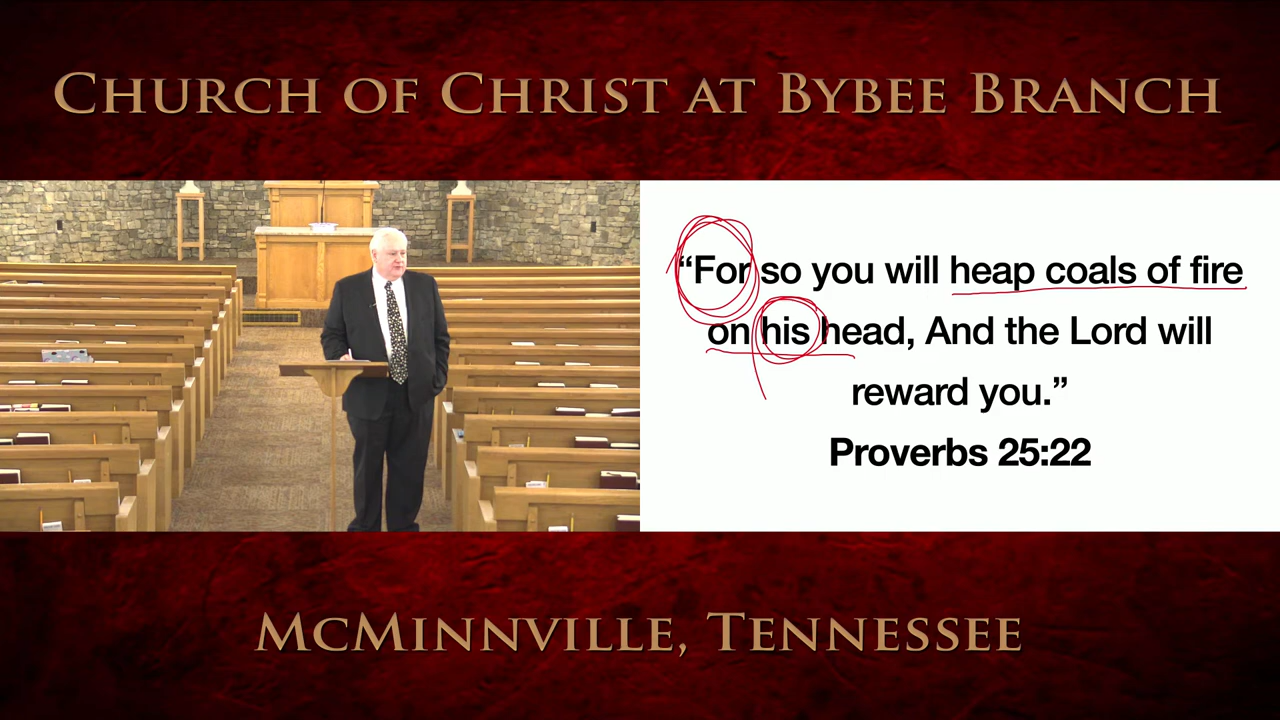 CHURCH OF CHRIST AT BYBEE BRANCH
“For so you will heap coals of fire
on his head, And the Lord will
reward you.”
Proverbs 25:22
MCMINNVILLE, TENNESSEE